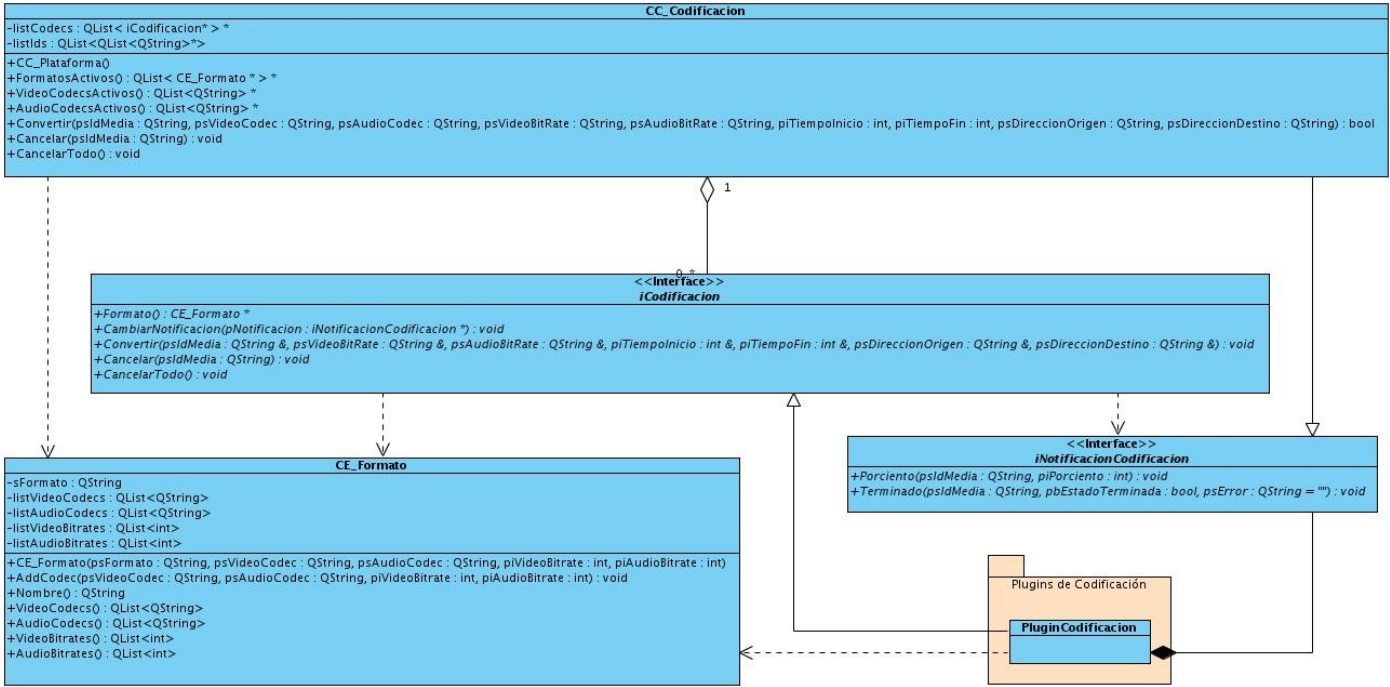 CC_Codificacion
-listCodecs : QList< iCodificacion* > *
-listIds : QList<QList<QString>*>
+CC_Plataforma()
+FormatosActivos() : QList< CE_Formato * > *
+VideoCodecsActivos() : QList<QString> *
+AudioCodecsActivos() : QList<QString> *
+Convertir(psIdMedia : QString, psVideoCodec : QString, psAudioCodec : QString, psVideoBitRate : QString, psAudioBitRate : QString, piTiempoInicio : int, piTiempoFin : int, psDireccionOrigen : QString, psDireccionDestino : QString) : bool
+Cancelar(psIdMedia : QString) : void
+CancelarTodo() : void
1
0..*
<<Interface>>
iCodificacion
+Formato() : CE_Formato *
+CambiarNotificacion(pNotificacion : iNotificacionCodificacion *) : void
+Convertir(psIdMedia : QString &, psVideoBitRate : QString &, psAudioBitRate : QString &, piTiempoInicio : int &, piTiempoFin : int &, psDireccionOrigen : QString &, psDireccionDestino : QString &) : void
+Cancelar(psIdMedia : QString) : void
+CancelarTodo() : void
<<Interface>>
iNotificacionCodificacion
+Porciento(psIdMedia : QString, piPorciento : int) : void
+Terminado(psIdMedia : QString, pbEstadoTerminada : bool, psError : QString = "") : void
CE_Formato
-sFormato : QString
-listVideoCodecs : QList<QString>
-listAudioCodecs : QList<QString>
-listVideoBitrates : QList<int>
-listAudioBitrates : QList<int>
+CE_Formato(psFormato : QString, psVideoCodec : QString, psAudioCodec : QString, piVideoBitrate : int, piAudioBitrate : int)
+AddCodec(psVideoCodec : QString, psAudioCodec : QString, piVideoBitrate : int, piAudioBitrate : int) : void
+Nombre() : QString
+VideoCodecs() : QList<QString>
+AudioCodecs() : QList<QString>
+VideoBitrates() : QList<int>
+AudioBitrates() : QList<int>
Plugins de Codificación
PluginCodificacion